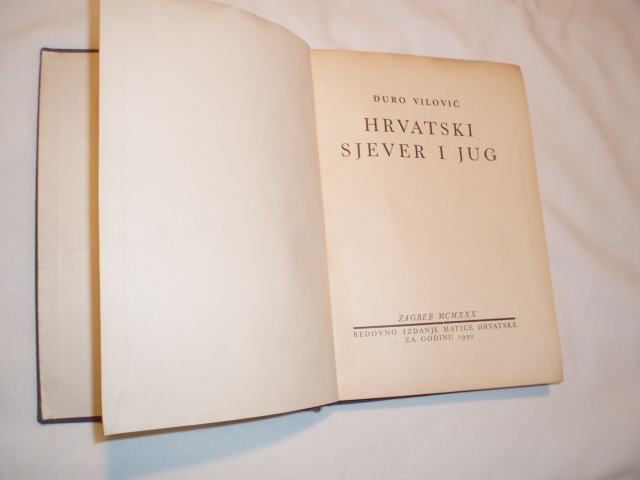 ĐURO VILOVIĆ
HRVATSKI
SJEVER I JUG
ZAGREB MCMXXX
REDOVNO IZDANJE MATICE HRVATSKE
ZA GODINU 1930